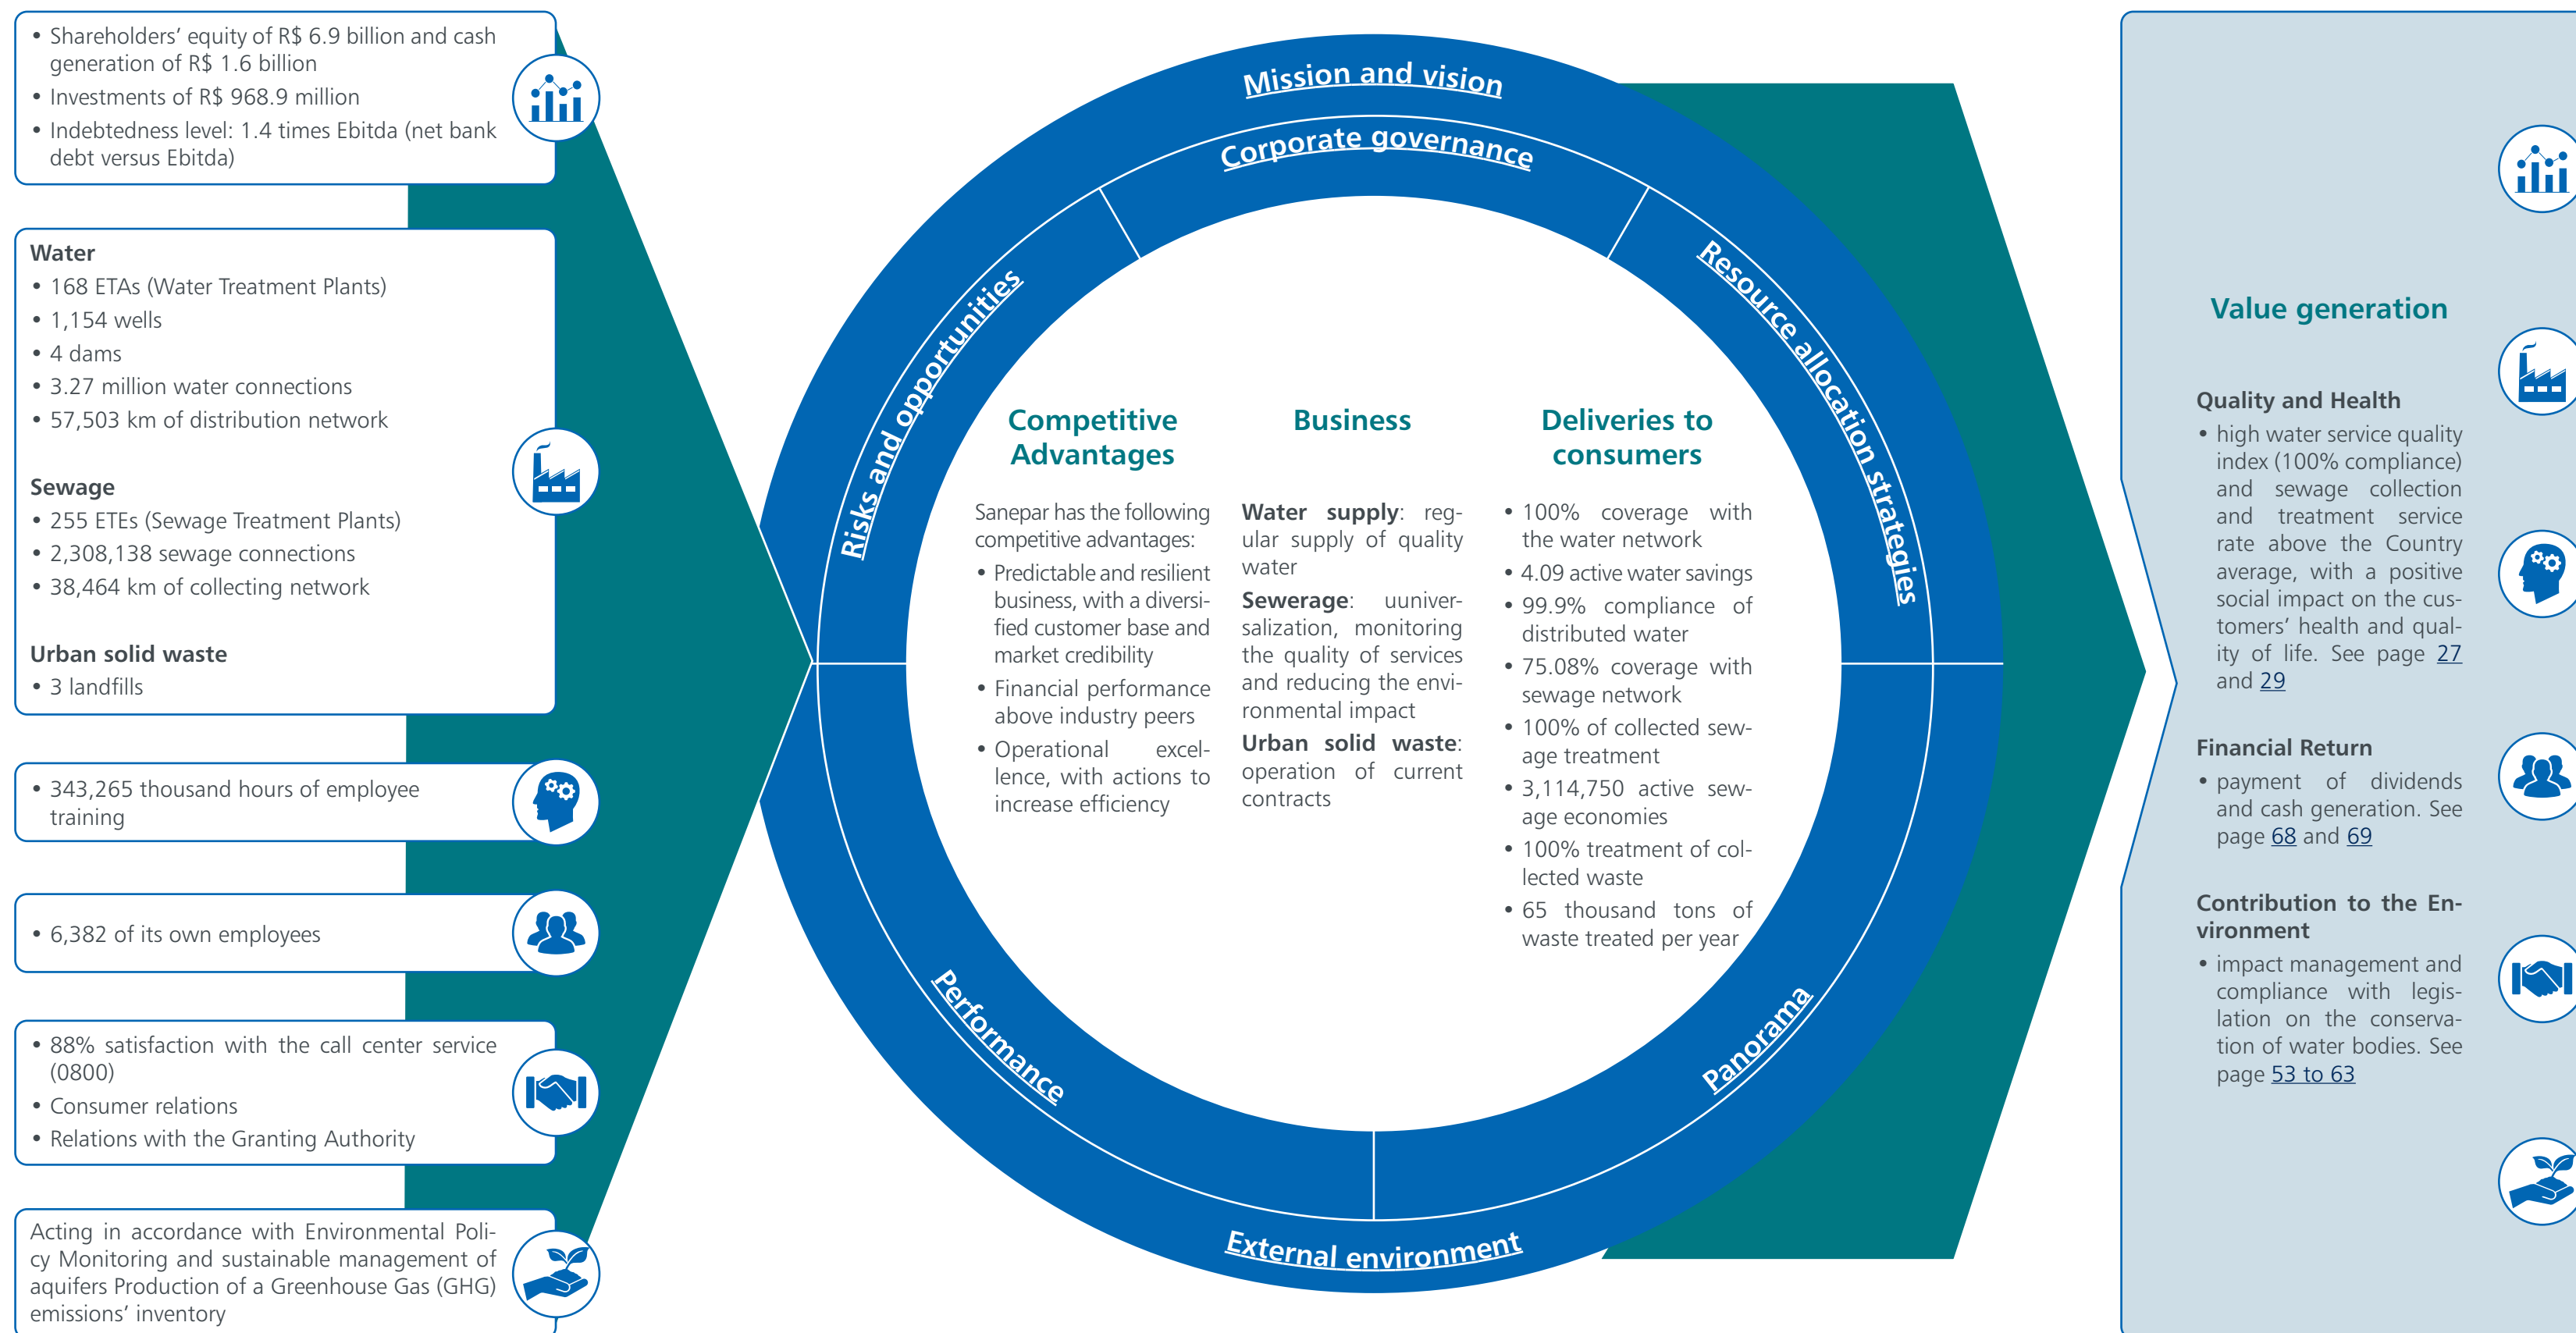 • Shareholders’ equity of R$ 6.9 billion and cash
generation of R$ 1.6 billion
• Investments of R$ 968.9 million
• Indebtedness level: 1.4 times Ebitda (net bank
debt versus Ebitda)
Water
• 168 ETAs (Water Treatment Plants)
• 1,154 wells
• 4 dams
• 3.27 million water connections
• 57,503 km of distribution network
Sewage
• 255 ETEs (Sewage Treatment Plants)
• 2,308,138 sewage connections
• 38,464 km of collecting network
Urban solid waste
• 3 landfills
• 343,265 thousand hours of employee
training
• 6,382 of its own employees
• 88% satisfaction with the call center service
(0800)
• Consumer relations
• Relations with the Granting Authority
Acting in accordance with Environmental Poli-
cy Monitoring and sustainable management of
aquifers Production of a Greenhouse Gas (GHG)
emissions’ inventory
Mission and vision
Corporate governance
Risks and opportunities
Resource allocation strategies
Competitive
Advantages
Sanepar has the following
competitive advantages:
• Predictable and resilient
business, with a diversi-
fied customer base and
market credibility
• Financial performance
above industry peers
• Operational excel-
lence, with actions to
increase efficiency
Business
Water supply: reg-
ular supply of quality
water
Sewerage: uuniver-
salization, monitoring
the quality of services
and reducing the envi-
ronmental impact
Urban solid waste:
operation of current
contracts
Deliveries to
consumers
• 100% coverage with
the water network
• 4.09 active water savings
• 99.9% compliance of
distributed water
• 75.08% coverage with
sewage network
• 100% of collected sew-
age treatment
• 3,114,750 active sew-
age economies
• 100% treatment of col-
lected waste
• 65 thousand tons of
waste treated per year
Performance
Panorama
External environment
Value generation
Quality and Health
• high water service quality
index (100% compliance)
and sewage collection
and treatment service
rate above the Country
average, with a positive
social impact on the cus-
tomers’ health and qual-
ity of life. See page 27
and 29
Financial Return
• payment of dividends
and cash generation. See
page 68 and 69
Contribution to the En-
vironment
• impact management and
compliance with legis-
lation on the conserva-
tion of water bodies. See
page 53 to 63